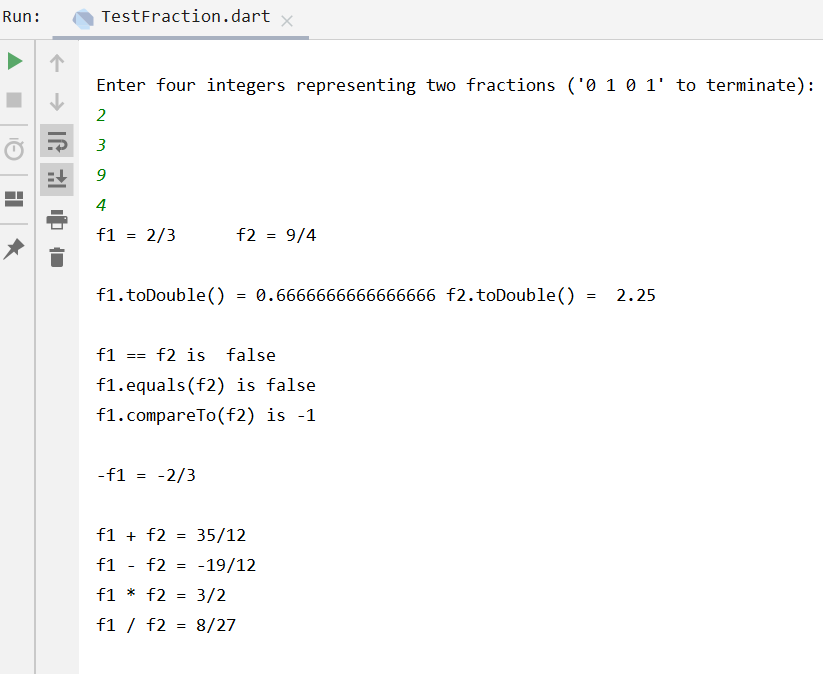 Run: TestFraction.dart
Enter four integers representing two fractions ('0 1 0 1' to terminate):
2
3
9
4
f1 = 2/3      f2 = 9/4
f1.toDouble() = 0.6666666666666666 f2.toDouble() =  2.25
f1 == f2 is  false
f1.equals(f2) is false
f1.compareTo(f2) is -1
-f1 = -2/3
f1 + f2 = 35/12
f1 - f2 = -19/12
f1 * f2 = 3/2
f1 / f2 = 8/27